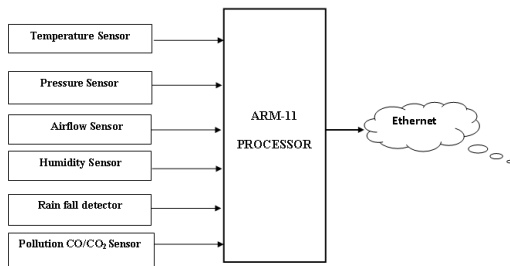 Temperature Sensor
Pressure Sensor
Airflow Sensor
Humidity Sensor
Rain fall detector
Pollution CO/CO₂ Sensor
ARM-11
PROCESSOR
Ethernet